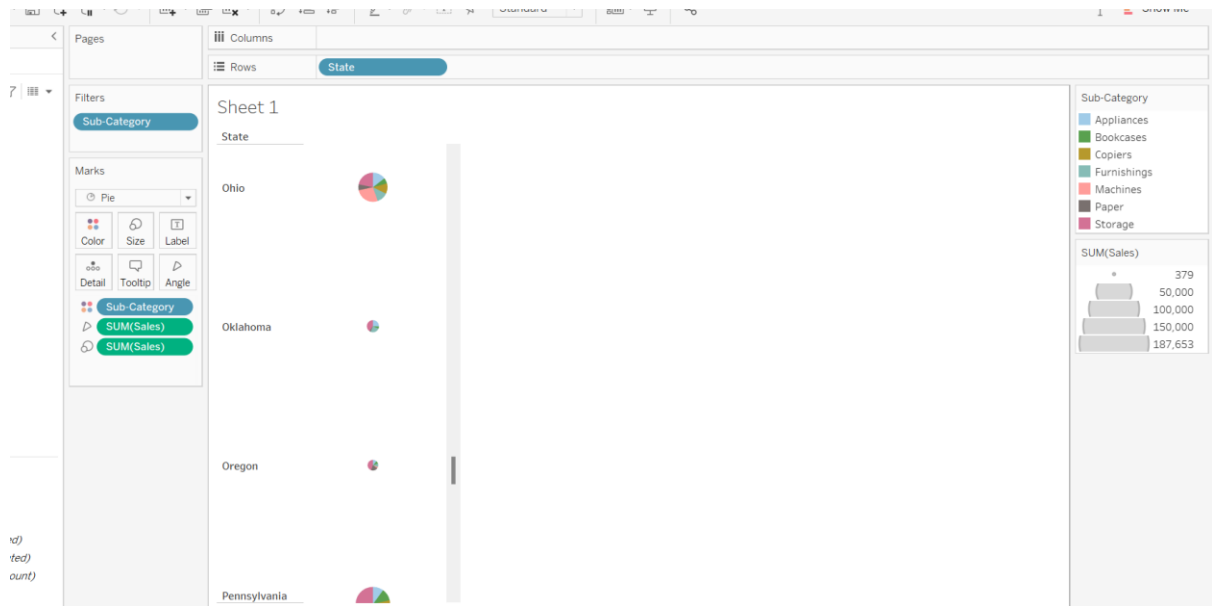 Standard
Show Me
Pages
Columns
Rows
State
Filters
Sub-Category
Marks
Pie
Color
Size
Label
Detail
Tooltip
Angle
Sub-Category
SUM(Sales)
SUM(Sales)
Sheet 1
State
Ohio
Oklahoma
Oregon
Pennsylvania
Sub-Category
Appliances
Bookcases
Copiers
Furnishings
Machines
Paper
Storage
SUM(Sales)
379
50,000
100,000
150,000
187,653